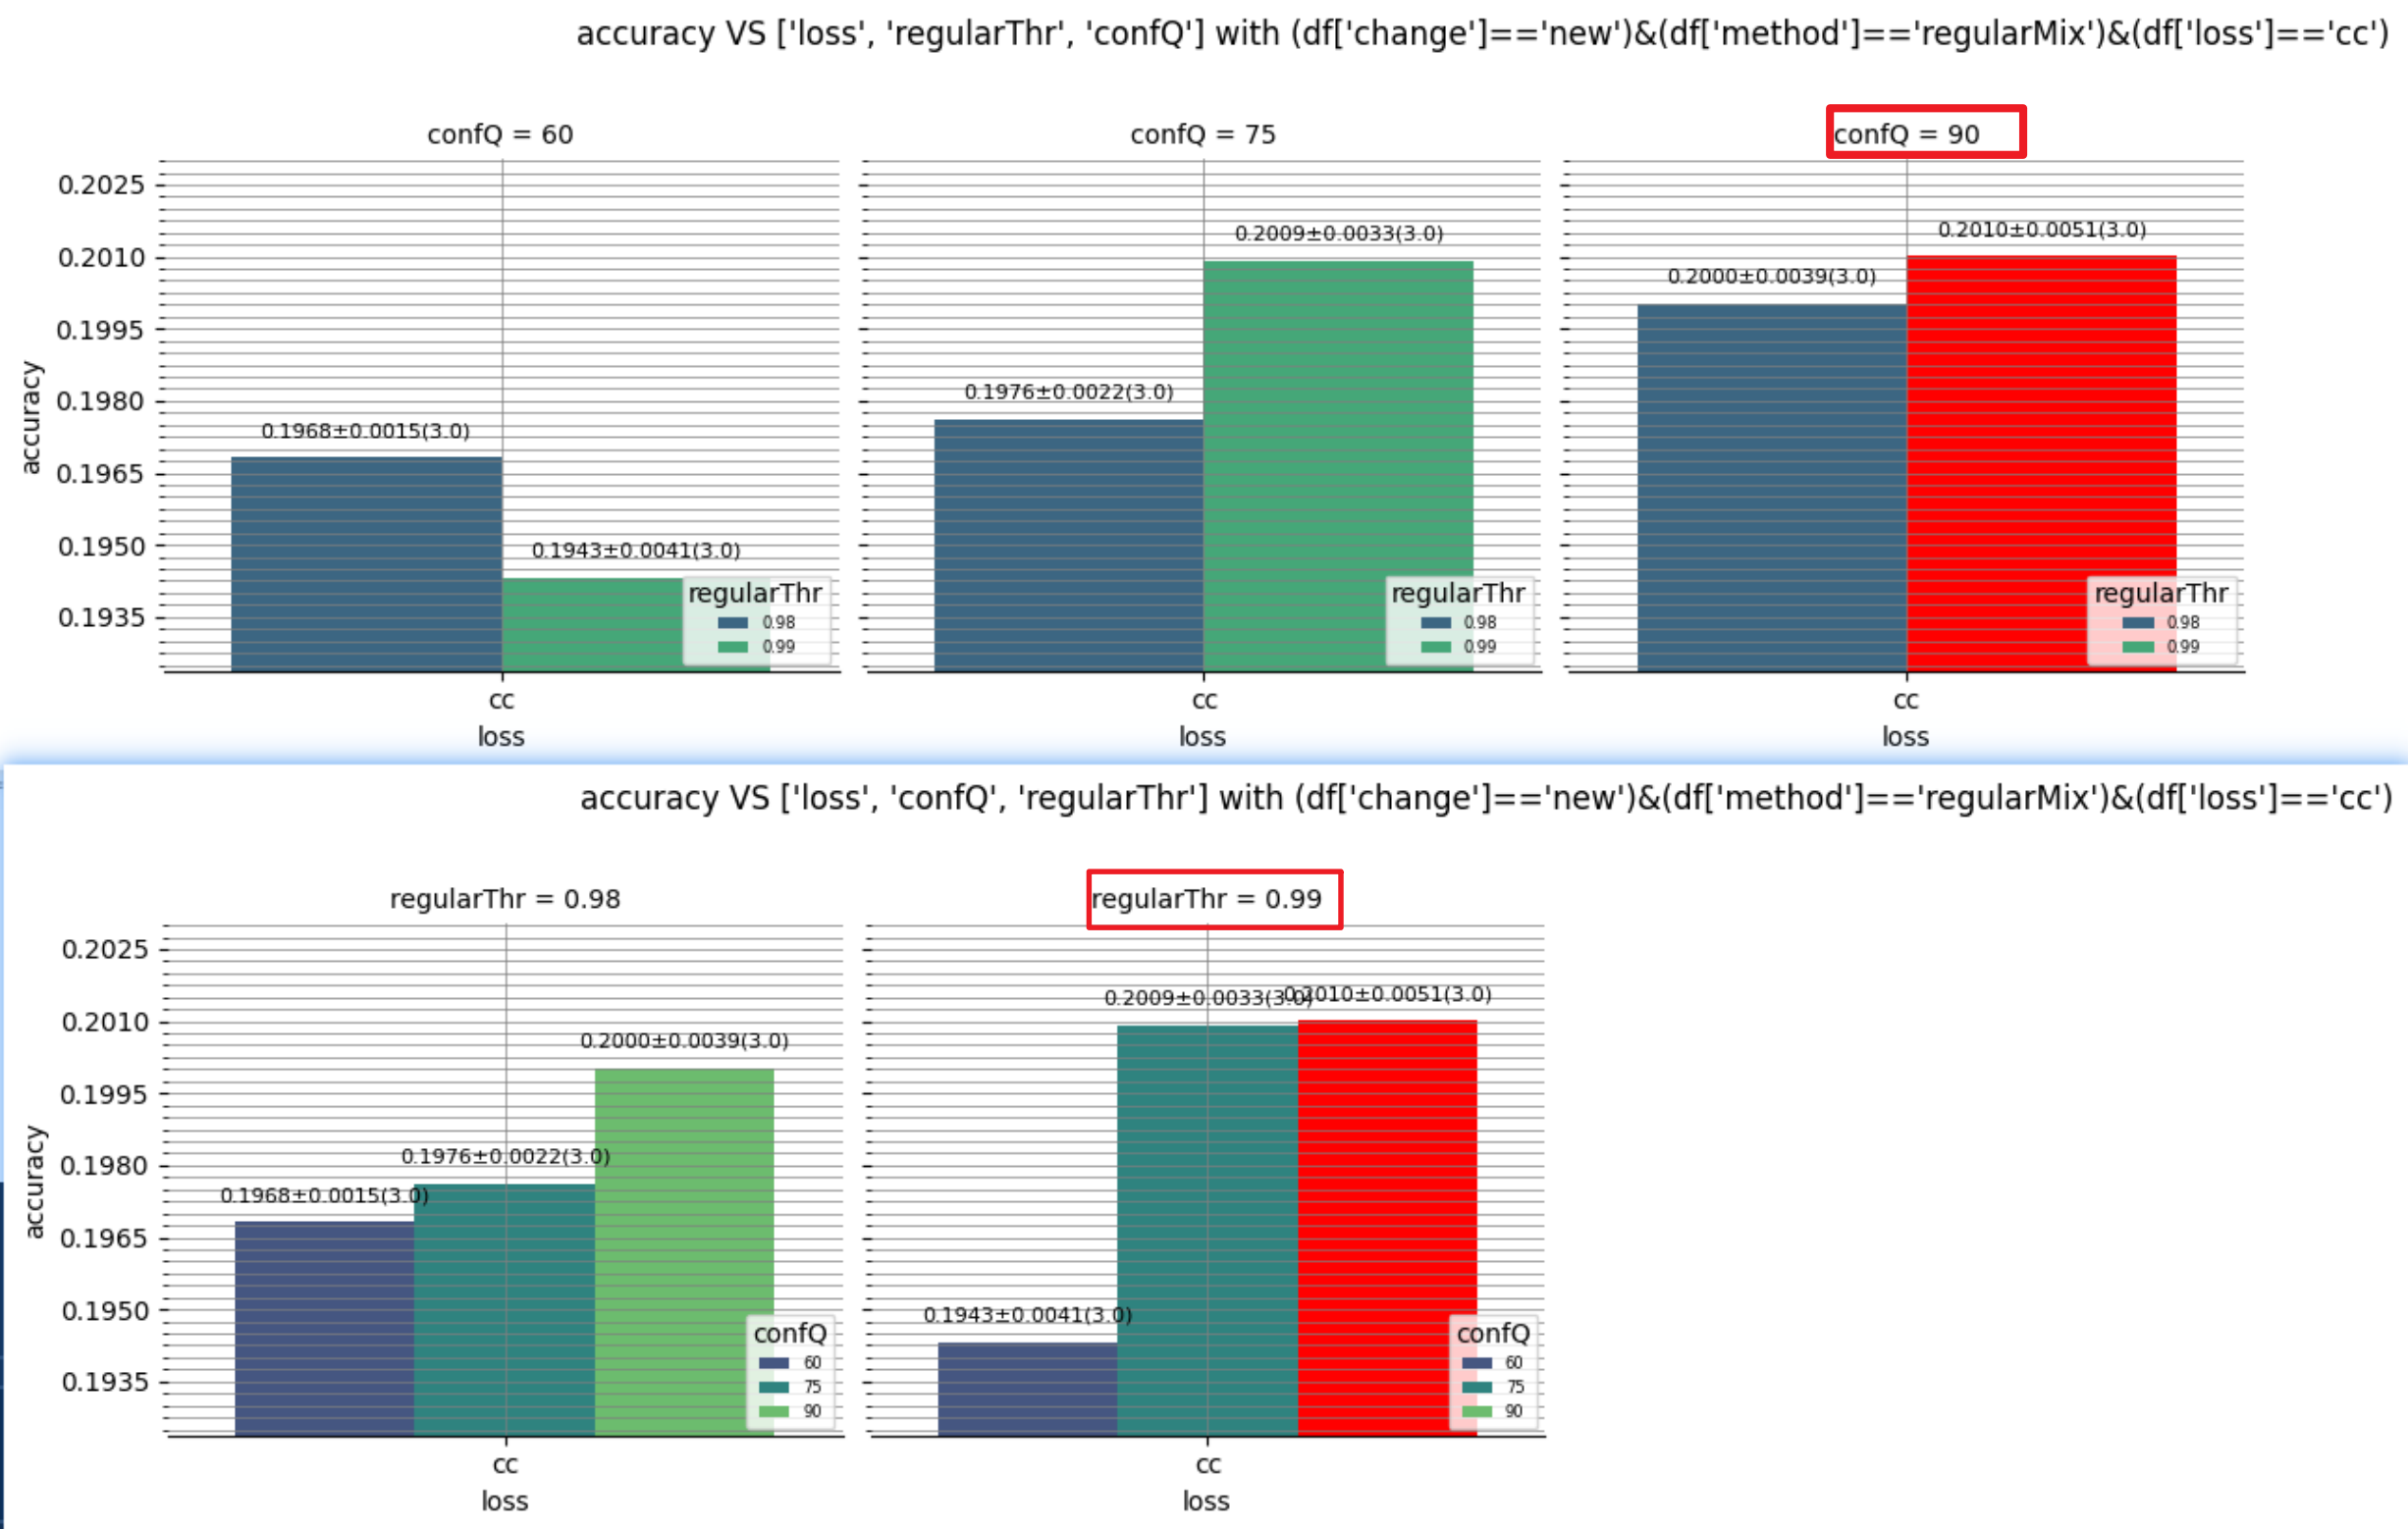 accuracy VS ['loss', 'regularThr', 'confQ'] with (df['change']=='new')&(df['method']=='regularMix')&(df['loss']=='cc')
confQ = 60
confQ = 75
confQ = 90
accuracy
0.2025
0.2010
0.1995
0.1980
0.1965
0.1950
0.1935
0.1968±0.0015(3.0)
0.1943±0.0041(3.0)
regularThr
0.98
0.99
cc
loss
0.1976±0.0022(3.0)
0.2009±0.0033(3.0)
regularThr
0.98
0.99
cc
loss
0.2000±0.0039(3.0)
0.2010±0.0051(3.0)
regularThr
0.98
0.99
cc
loss
accuracy VS ['loss', 'confQ', 'regularThr'] with (df['change']=='new')&(df['method']=='regularMix')&(df['loss']=='cc')
regularThr = 0.98
regularThr = 0.99
accuracy
0.2025
0.2010
0.1995
0.1980
0.1965
0.1950
0.1935
0.1968±0.0015(3.0)
0.1976±0.0022(3.0)
0.2000±0.0039(3.0)
confQ
60
75
90
cc
loss
0.1943±0.0041(3.0)
0.2009±0.0033(3.0)
0.2010±0.0051(3.0)
confQ
60
75
90
cc
loss